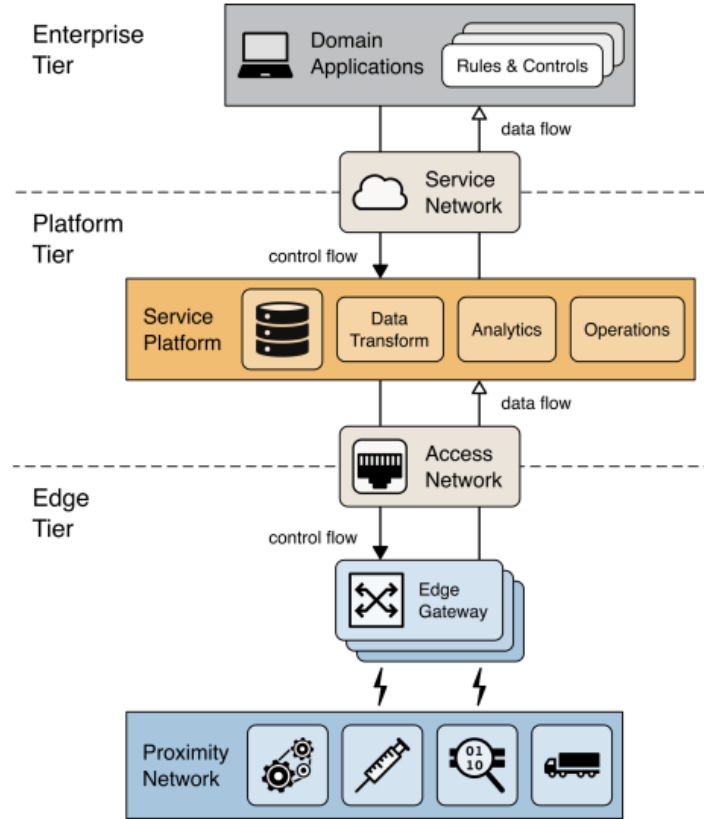 Enterprise
Tier
Domain
Applications
Rules & Controls
data flow
Service
Network
Platform
Tier
control flow
Service
Platform
Data
Transform
Analytics
Operations
data flow
Access
Network
Edge
Tier
control flow
Edge
Gateway
Proximity
Network
01
10